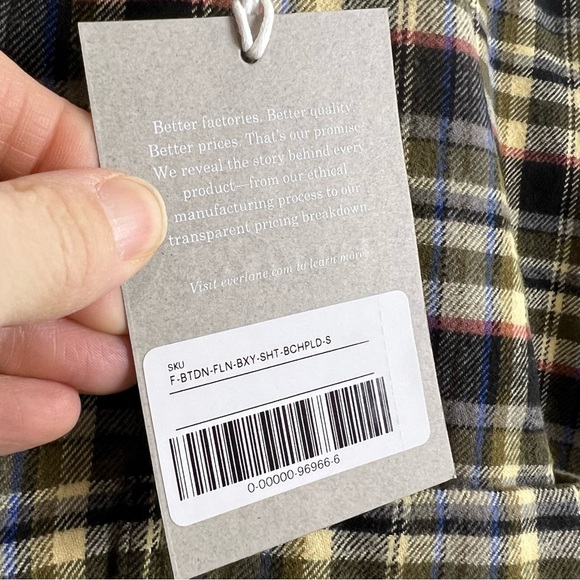 Better factories. Better quality.
Better prices. That's our promise.
We reveal the story behind every
product—from our ethical
manufacturing process to our
transparent pricing breakdown.
Visit everlane.com to learn more.
SKU
F-BTDN-FLN-BXY-SHT-BCHPLD-S
0-00000-96966-6